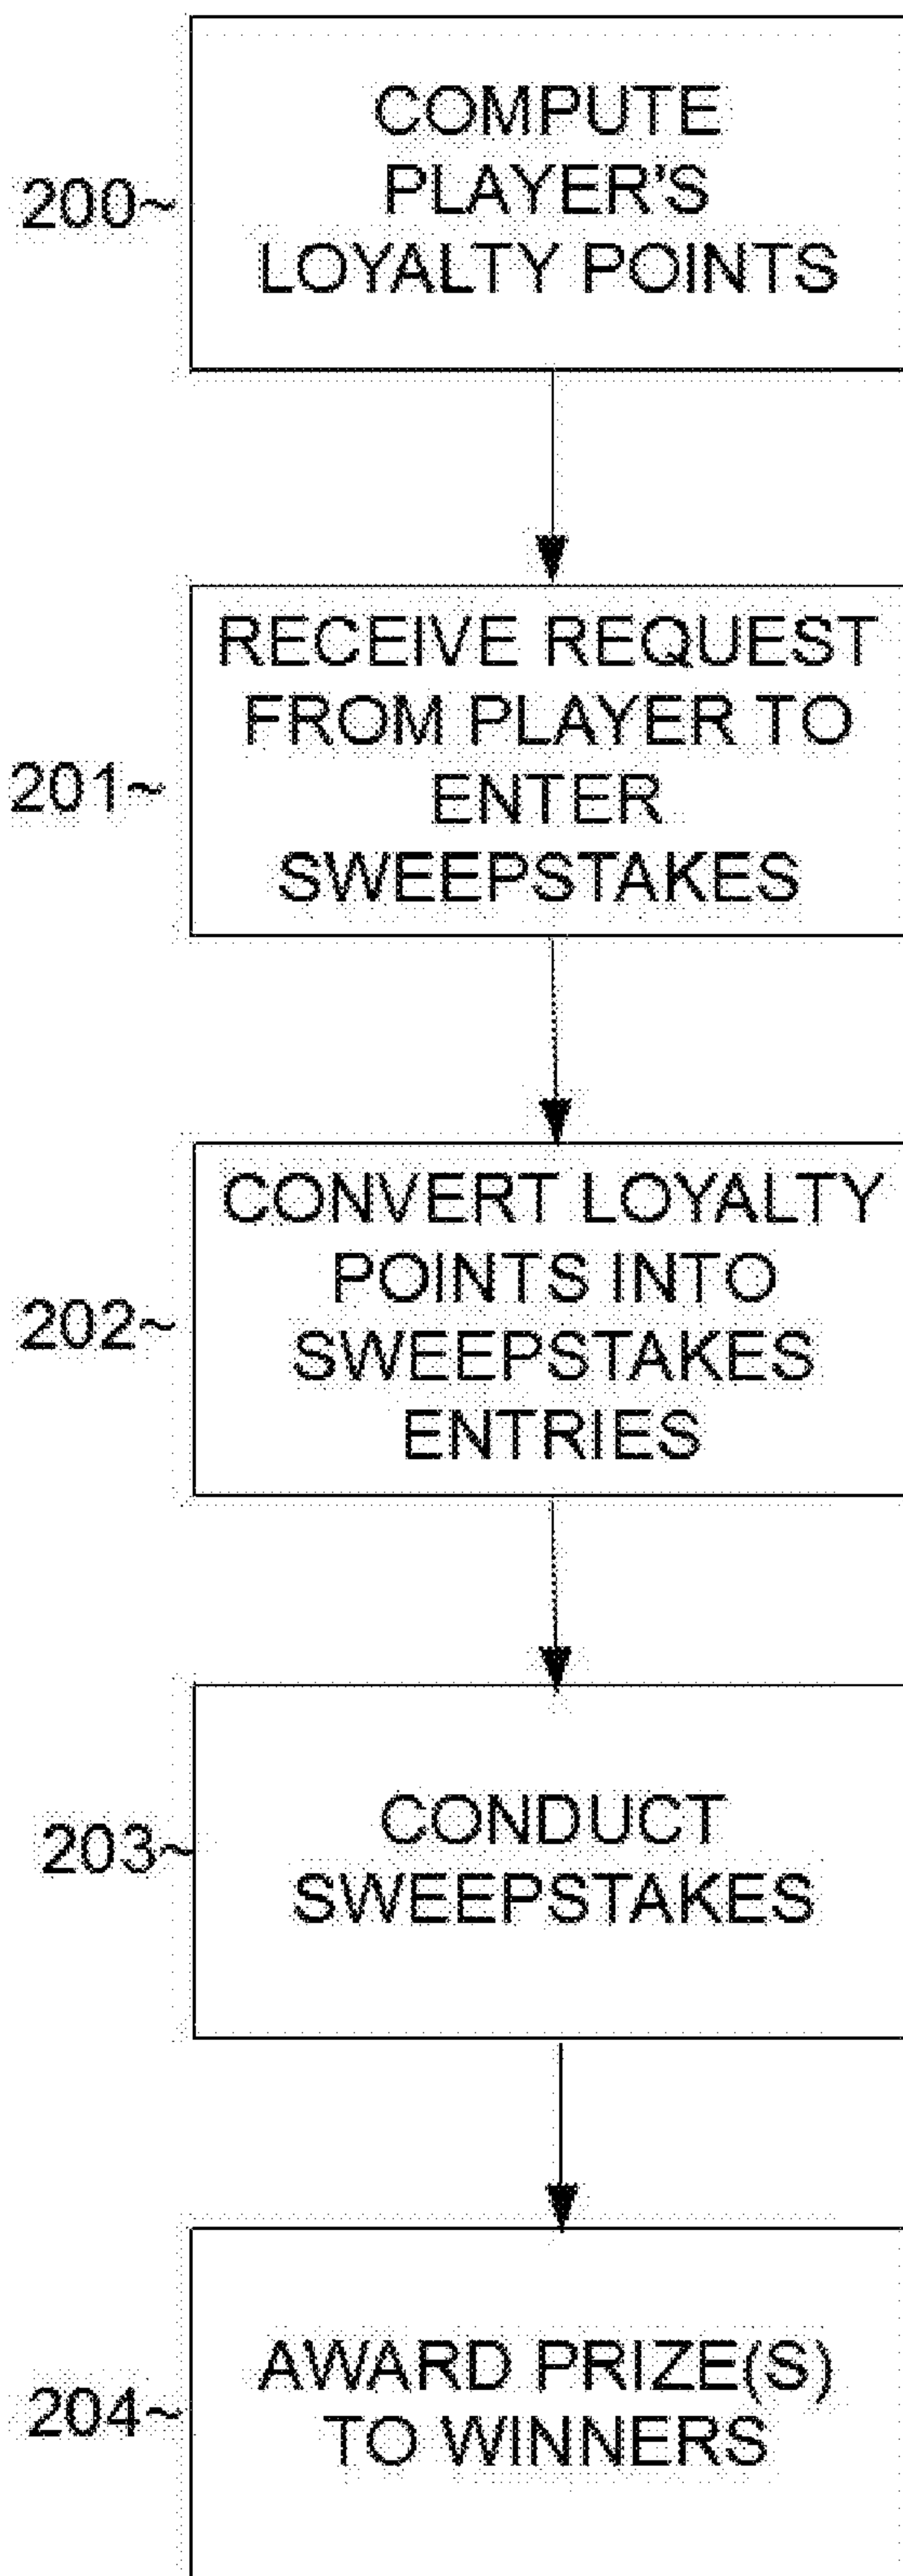 COMPUTE
PLAYER'S
200~
LOYALTY POINTS
RECEIVE REQUEST
FROM PLAYER TO
201~
ENTER
SWEEPSTAKES
CONVERT LOYALTY
POINTS INTO
202~
SWEEPSTAKES
ENTRIES
CONDUCT
203~
SWEEPSTAKES
AWARD PRIZE(S)
204~
TO WINNERS